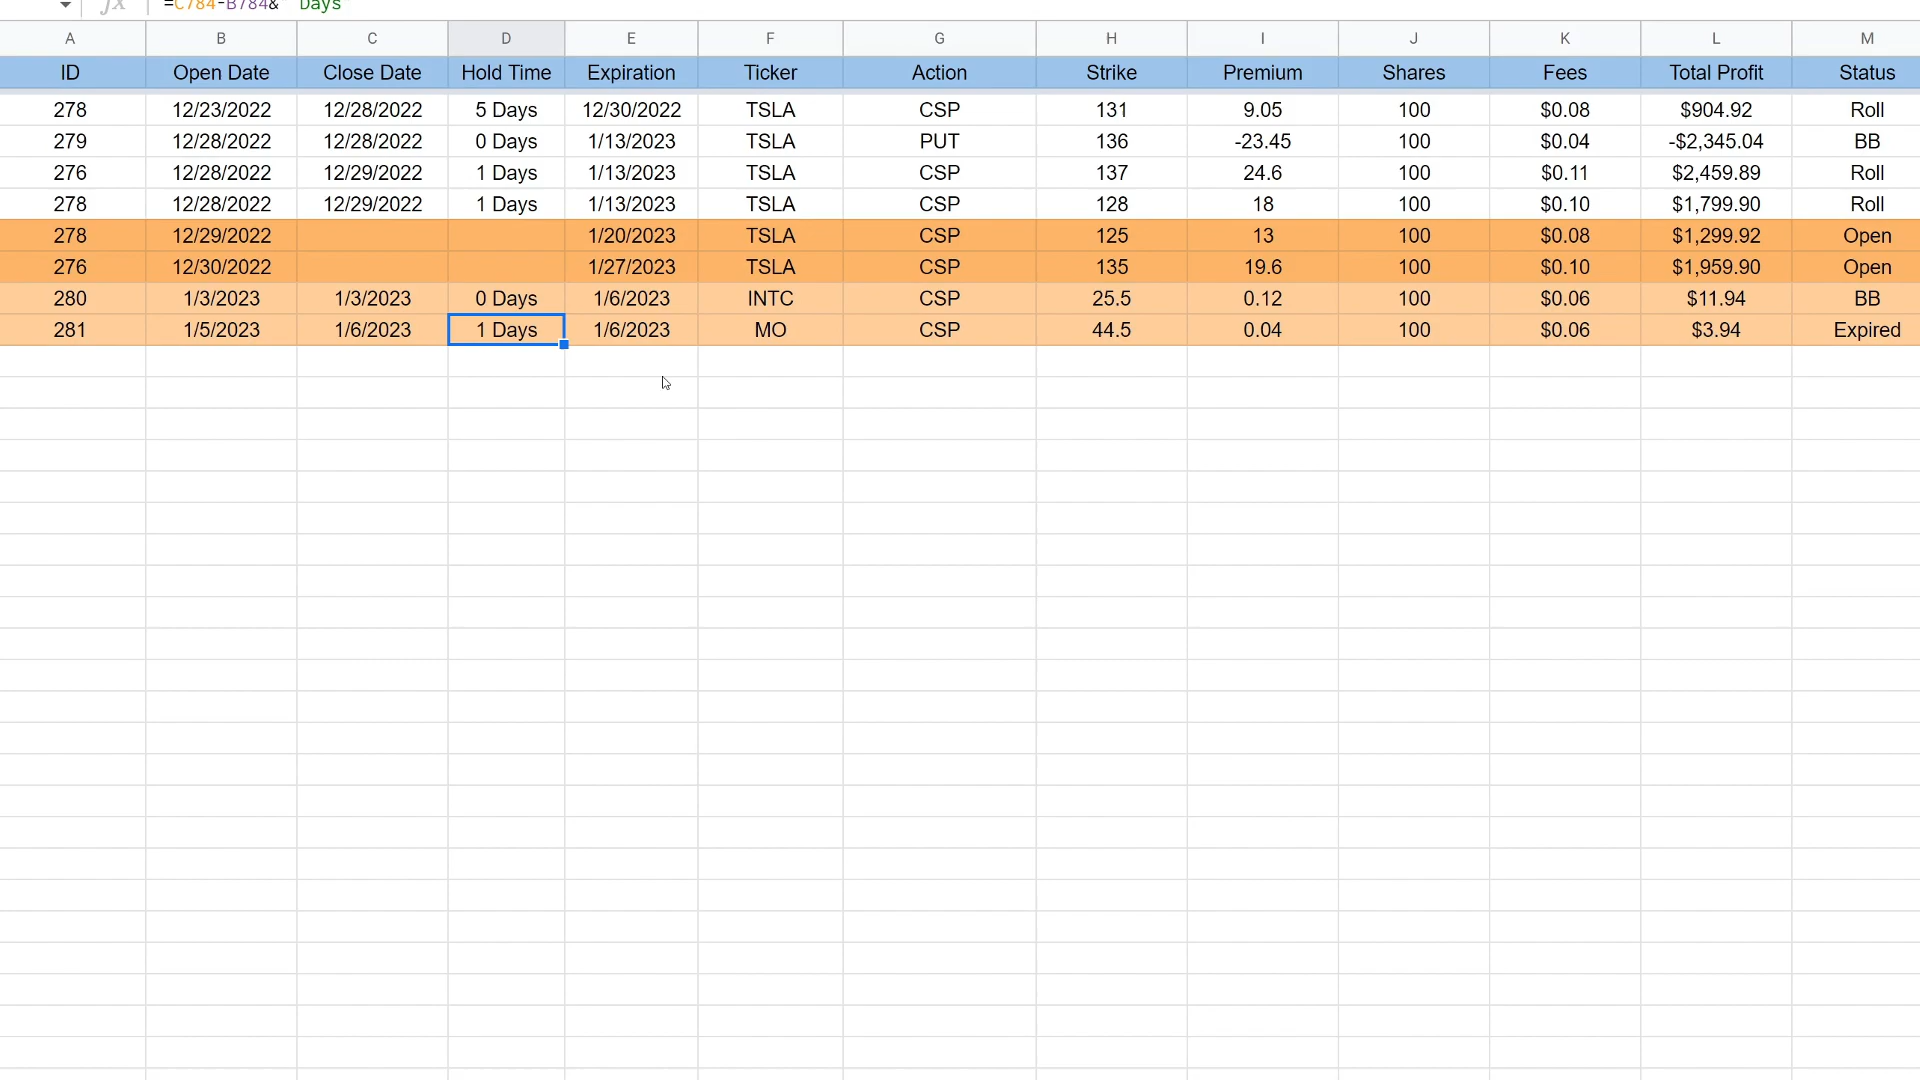 fx =C784-B784&" Days
A B C D E F G H I J K L M
ID Open Date Close Date Hold Time Expiration Ticker Action Strike Premium Shares Fees Total Profit Status
278 12/23/2022 12/28/2022 5 Days 12/30/2022 TSLA CSP 131 9.05 100 $0.08 $904.92 Roll
279 12/28/2022 12/28/2022 0 Days 1/13/2023 TSLA PUT 136 -23.45 100 $0.04 -$2,345.04 BB
276 12/28/2022 12/29/2022 1 Days 1/13/2023 TSLA CSP 137 24.6 100 $0.11 $2,459.89 Roll
278 12/28/2022 12/29/2022 1 Days 1/13/2023 TSLA CSP 128 18 100 $0.10 $1,799.90 Roll
278 12/29/2022 1/20/2023 TSLA CSP 125 13 100 $0.08 $1,299.92 Open
276 12/30/2022 1/27/2023 TSLA CSP 135 19.6 100 $0.10 $1,959.90 Open
280 1/3/2023 1/3/2023 0 Days 1/6/2023 INTC CSP 25.5 0.12 100 $0.06 $11.94 BB
281 1/5/2023 1/6/2023 1 Days 1/6/2023 MO CSP 44.5 0.04 100 $0.06 $3.94 Expired